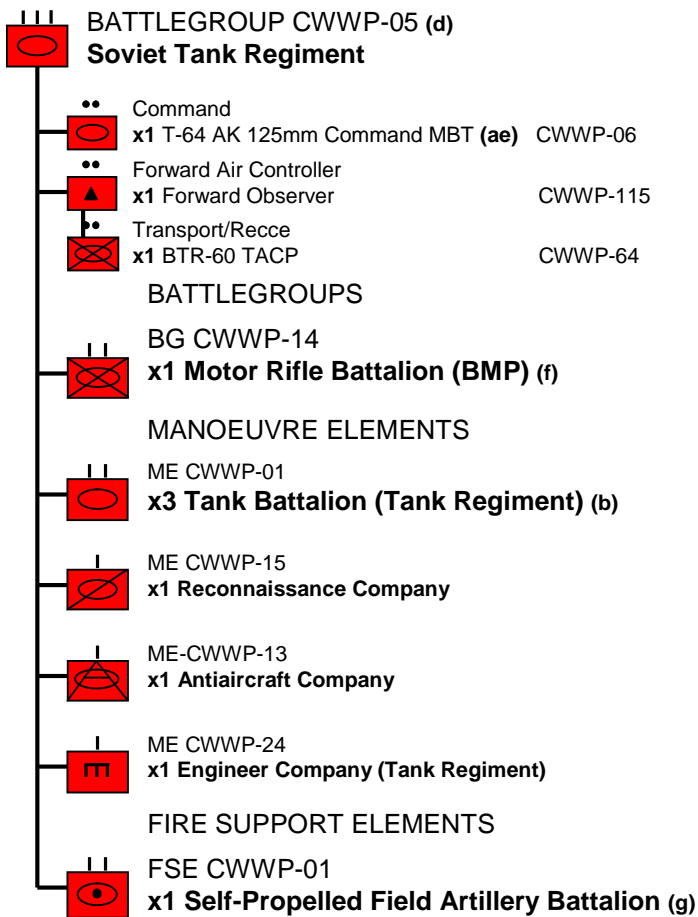 BATTLEGROUP CWWP-05 (d)
Soviet Tank Regiment
Command
x1 T-64 AK 125mm Command MBT (ae) CWWP-06
Forward Air Controller
x1 Forward Observer CWWP-115
Transport/Recce
x1 BTR-60 TACP CWWP-64
BATTLEGROUPS
BG CWWP-14
x1 Motor Rifle Battalion (BMP) (f)
MANOEUVRE ELEMENTS
ME CWWP-01
x3 Tank Battalion (Tank Regiment) (b)
ME CWWP-15
x1 Reconnaissance Company
ME-CWWP-13
x1 Antiaircraft Company
ME CWWP-24
x1 Engineer Company (Tank Regiment)
FIRE SUPPORT ELEMENTS
FSE CWWP-01
x1 Self-Propelled Field Artillery Battalion (g)